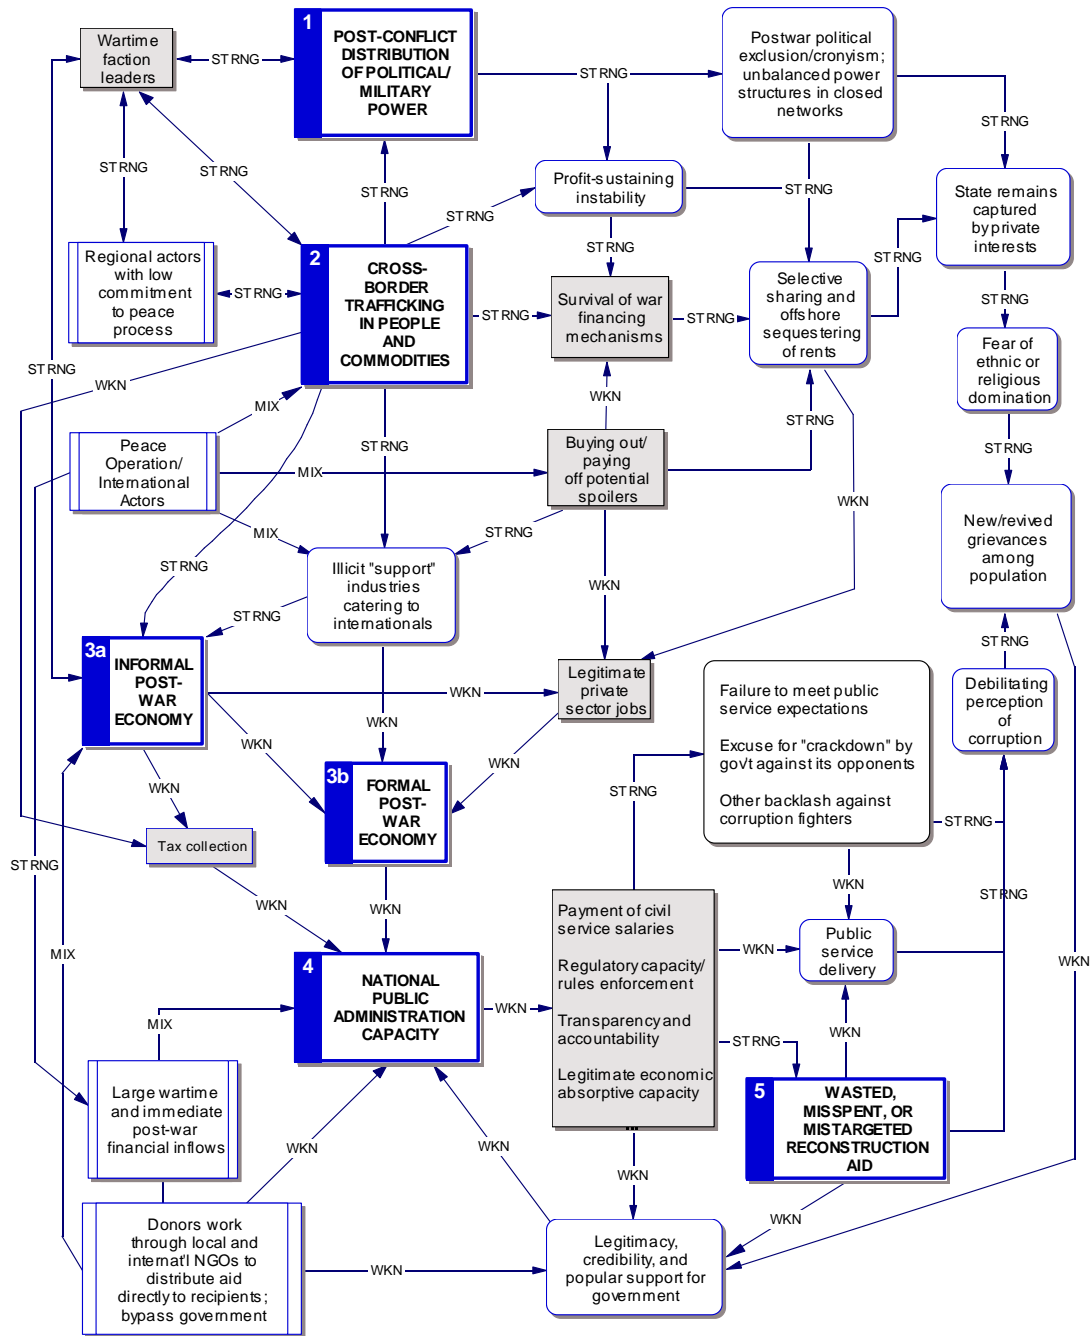 1
POST-CONFLICT
DISTRIBUTION
OF POLITICAL/
MILITARY
POWER
Wartime
faction
leaders
STRNG
STRNG
Postwar political
exclusion/cronyism;
unbalanced power
structures in closed
networks
STRNG
STRNG
STRNG
STRNG
Profit-sustaining
instability
STRNG
STRNG
State remains
captured
by private
interests
Regional actors
with low
commitment
to peace
process
STRNG
2
CROSS-
BORDER
TRAFFICKING
IN PEOPLE
AND
COMMODITIES
STRNG
STRNG
STRNG
Survival of war
financing
mechanisms
STRNG
Selective
sharing and
offshore
sequestering
of rents
STRNG
STRNG
Fear of
ethnic or
religious
domination
STRNG
WKN
MIX
STRNG
WKN
STRNG
STRNG
Peace
Operation/
International
Actors
MIX
Buying out/
paying
off potential
spoilers
WKN
New/revived
grievances
among
population
STRNG
MIX
STRNG
STRNG
Illicit "support"
industries
catering to
internationals
WKN
STRNG
STRNG
3a
INFORMAL
POST-
WAR
ECONOMY
WKN
Legitimate
private
sector jobs
Failure to meet public
service expectations
Excuse for "crackdown" by
gov't against its opponents
Other backlash against
corruption fighters
Debilitating
perception
of
corruption
WKN
WKN
WKN
3b
FORMAL
POST-
WAR
ECONOMY
WKN
STRNG
STRNG
Tax collection
STRNG
WKN
WKN
WKN
STRNG
Payment of civil
service salaries
Regulatory capacity/
rules enforcement
Transparency and
accountability
Legitimate economic
absorptive capacity
WKN
Public
service
delivery
WKN
MIX
4
NATIONAL
PUBLIC
ADMINISTRATION
CAPACITY
WKN
MIX
WKN
STRNG
Large wartime
and immediate
post-war
financial inflows
5
WASTED,
MISSPENT, OR
MISTARGETED
RECONSTRUCTION
AID
WKN
WKN
WKN
WKN
Donors work
through local and
internat'l NGOs to
distribute aid
directly to recipients;
bypass government
WKN
Legitimacy,
credibility, and
popular support for
government
WKN